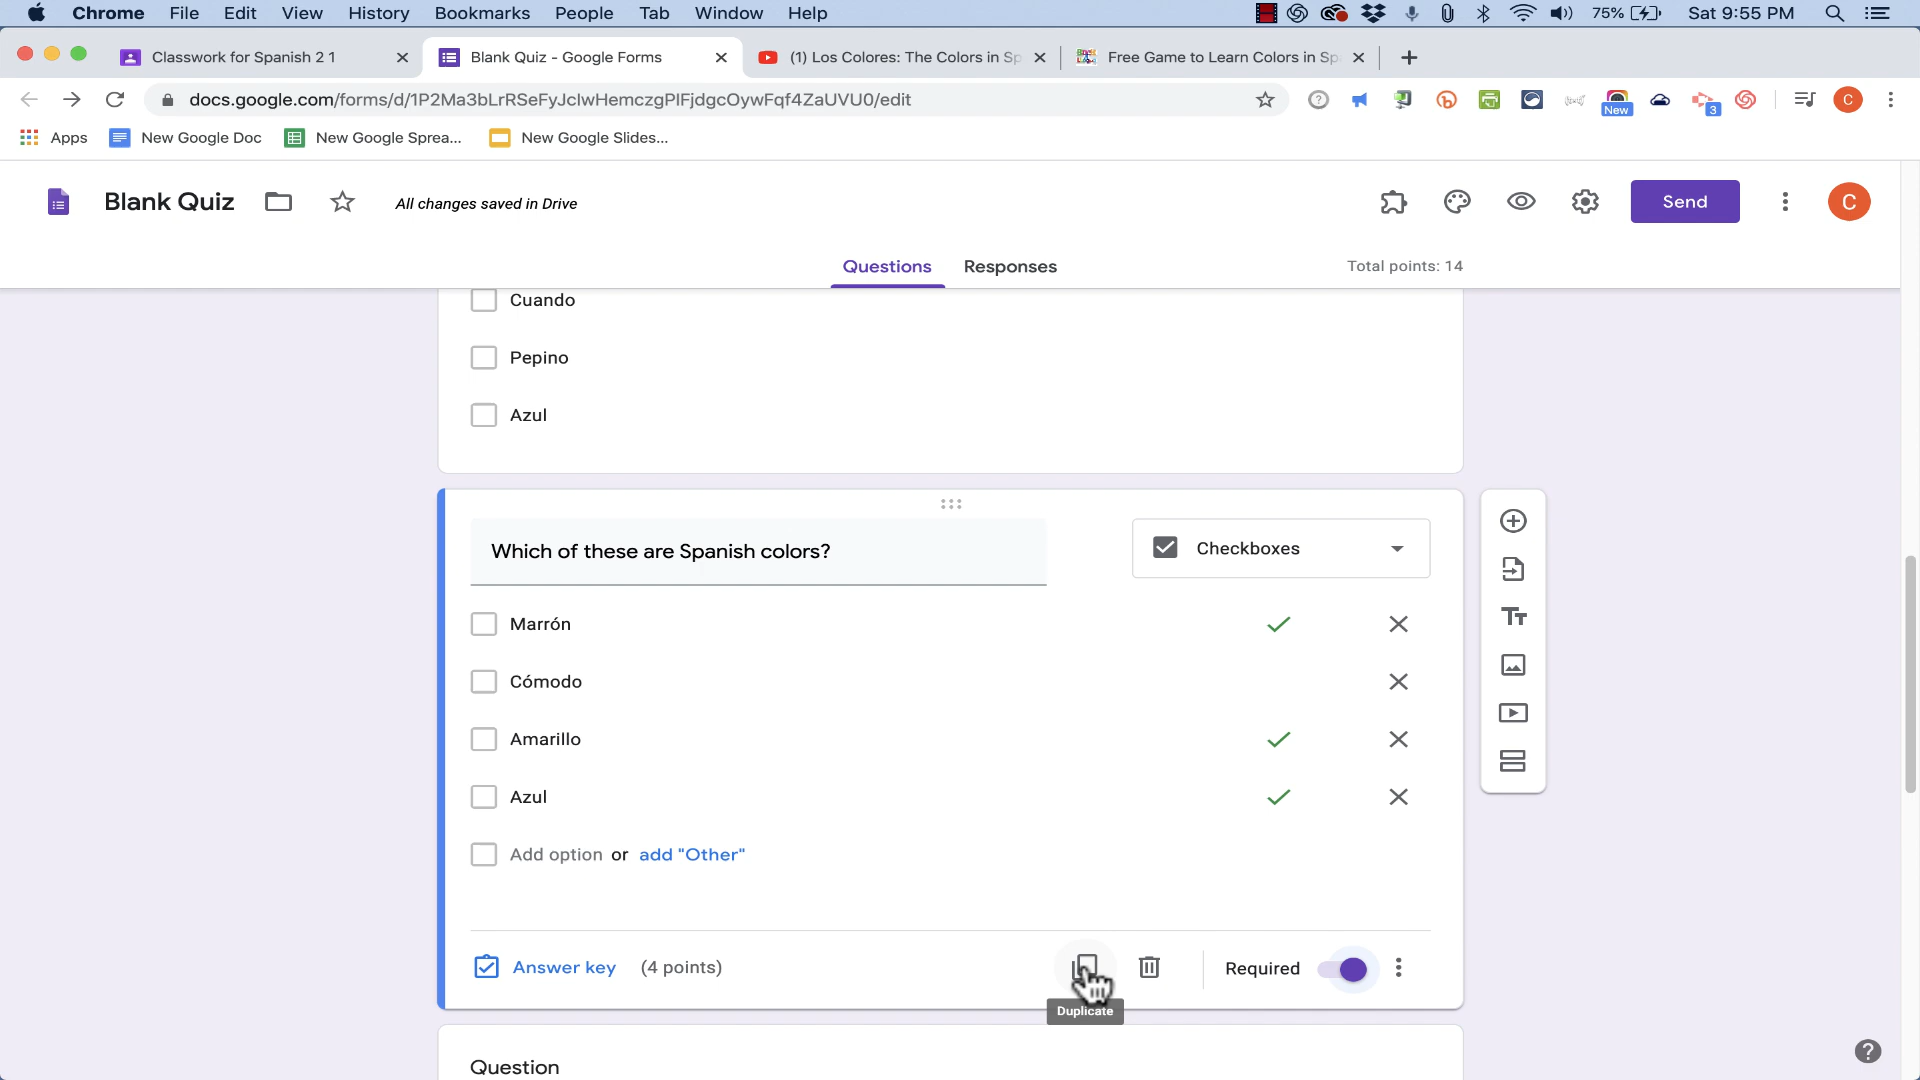 Chrome File Edit View History Bookmarks People Tab Window Help 75% Sat 9:55 PM
Classwork for Spanish 2 1
Blank Quiz - Google Forms
(1) Los Colores: The Colors in Sp
Free Game to Learn Colors in Sp
docs.google.com/forms/d/1P2Ma3bLrRSeFyJclwHemczgPlFjdgcOywFqf4ZaUVU0/edit
New
3
C
Apps New Google Doc New Google Sprea... New Google Slides...
Blank Quiz All changes saved in Drive Send C
Questions Responses Total points: 14
Cuando
Pepino
Azul
Which of these are Spanish colors? Checkboxes
Marrón
Cómodo
Amarillo
Azul
Add option or add "Other"
Answer key (4 points) Required
Duplicate
Question